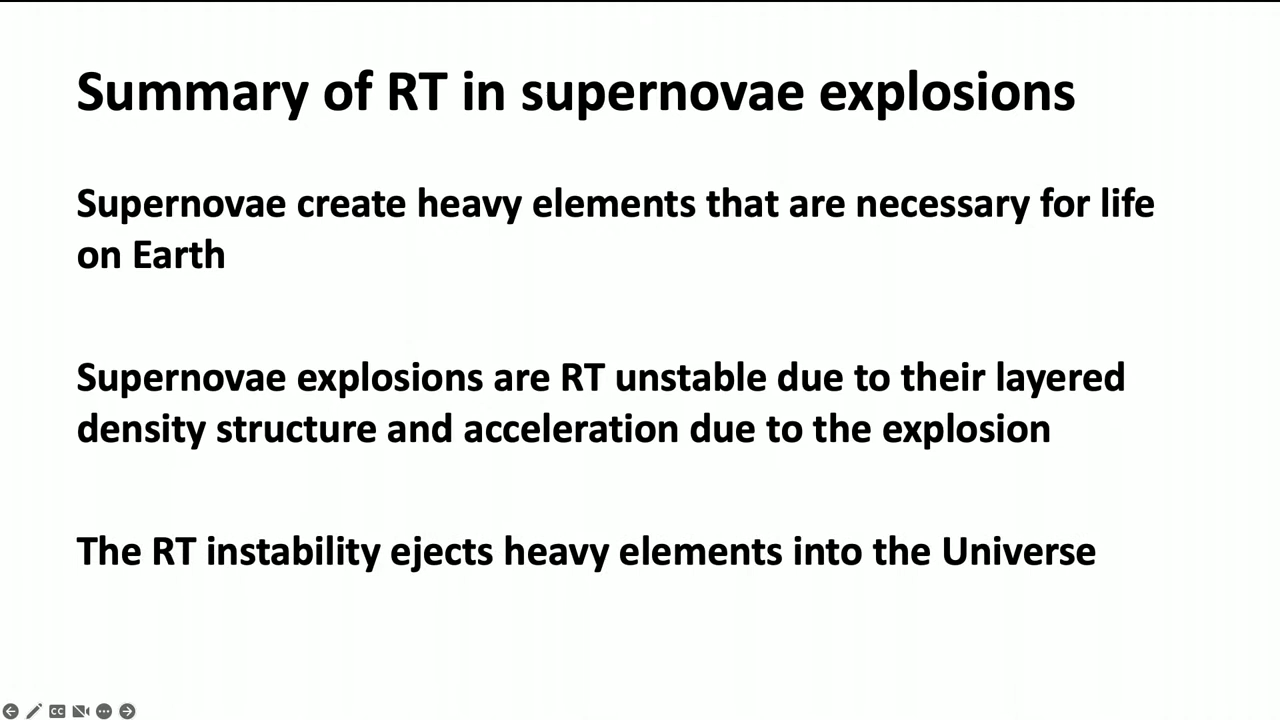 Summary of RT in supernovae explosions
Supernovae create heavy elements that are necessary for life
on Earth
Supernovae explosions are RT unstable due to their layered
density structure and acceleration due to the explosion
The RT instability ejects heavy elements into the Universe
CC